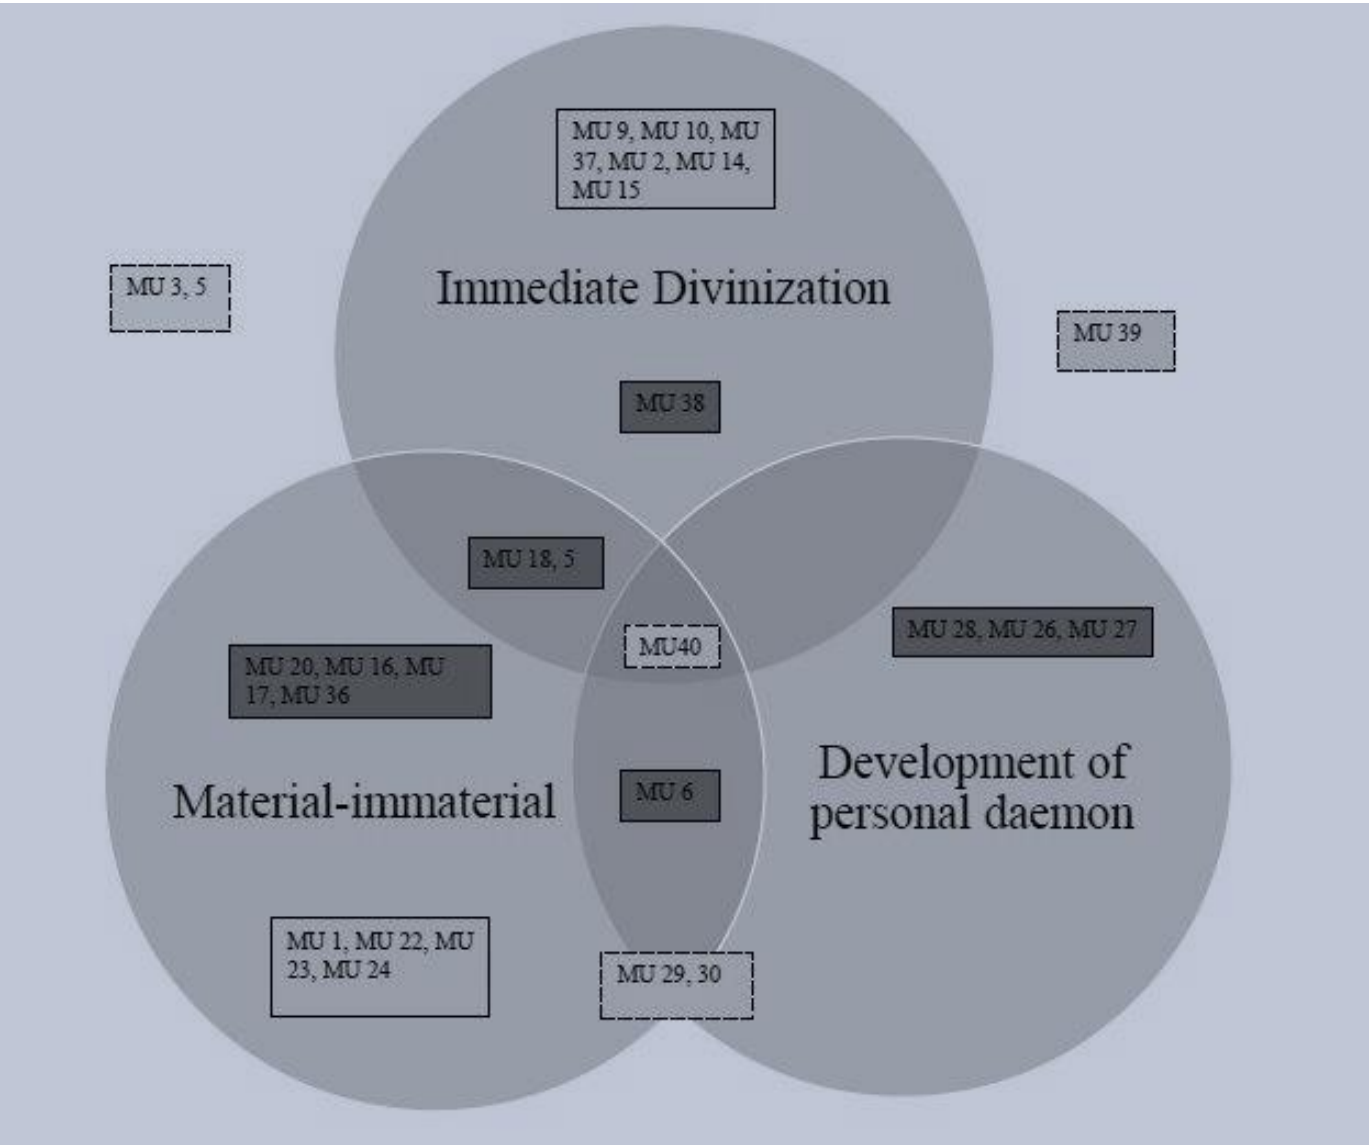 MU 9, MU 10, MU
37, MU 2, MU 14,
MU 15
MU 3, 5
Immediate Divinization
MU 39
MU 38
MU 18, 5
MU 28, MU 26, MU 27
MU40
MU 20, MU 16, MU
17, MU 36
Development of
personal daemon
Material-immaterial
MU 6
MU 1, MU 22, MU
23, MU 24
MU 29, 30